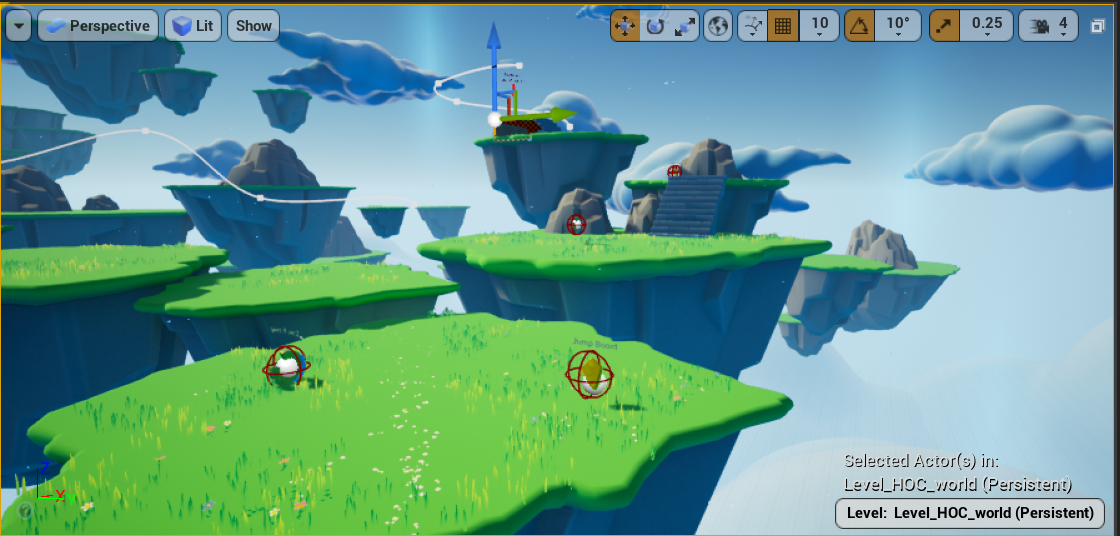 Perspective
Lit
Show
10
10°
0.25
4
Jump Boost
Selected Actor(s) in:
Level_HOC_world (Persistent)
Level: Level_HOC_world (Persistent)